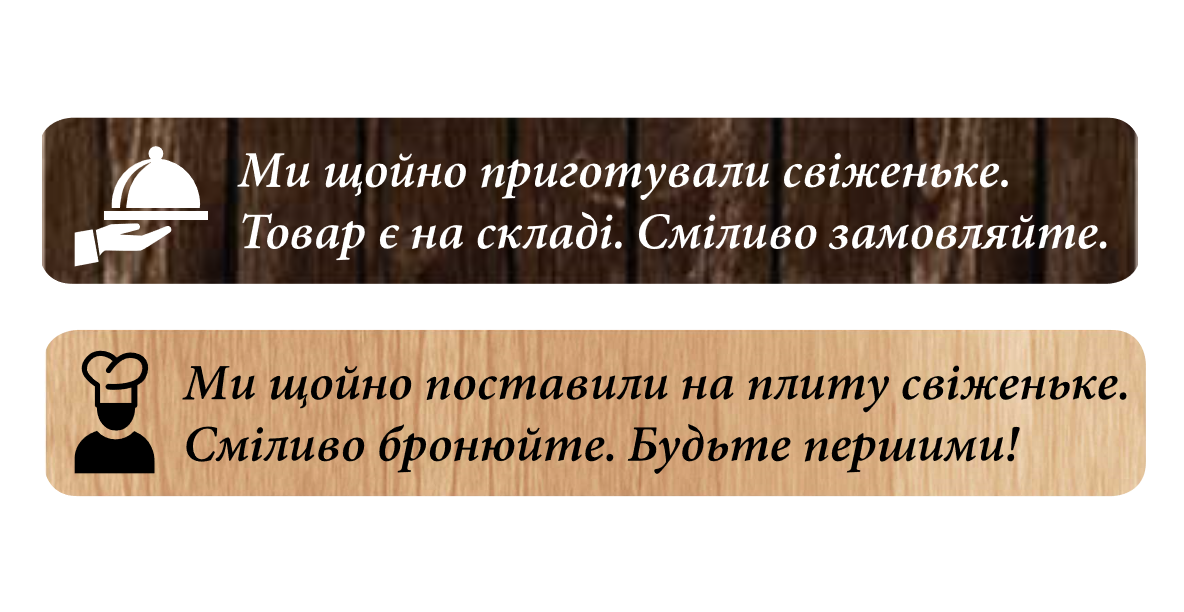 Ми щойно приготували свіженьке.
Товар є на складі. Сміливо замовляйте.
Ми щойно поставили на плиту свіженьке.
Сміливо бронюйте. Будьте першими!